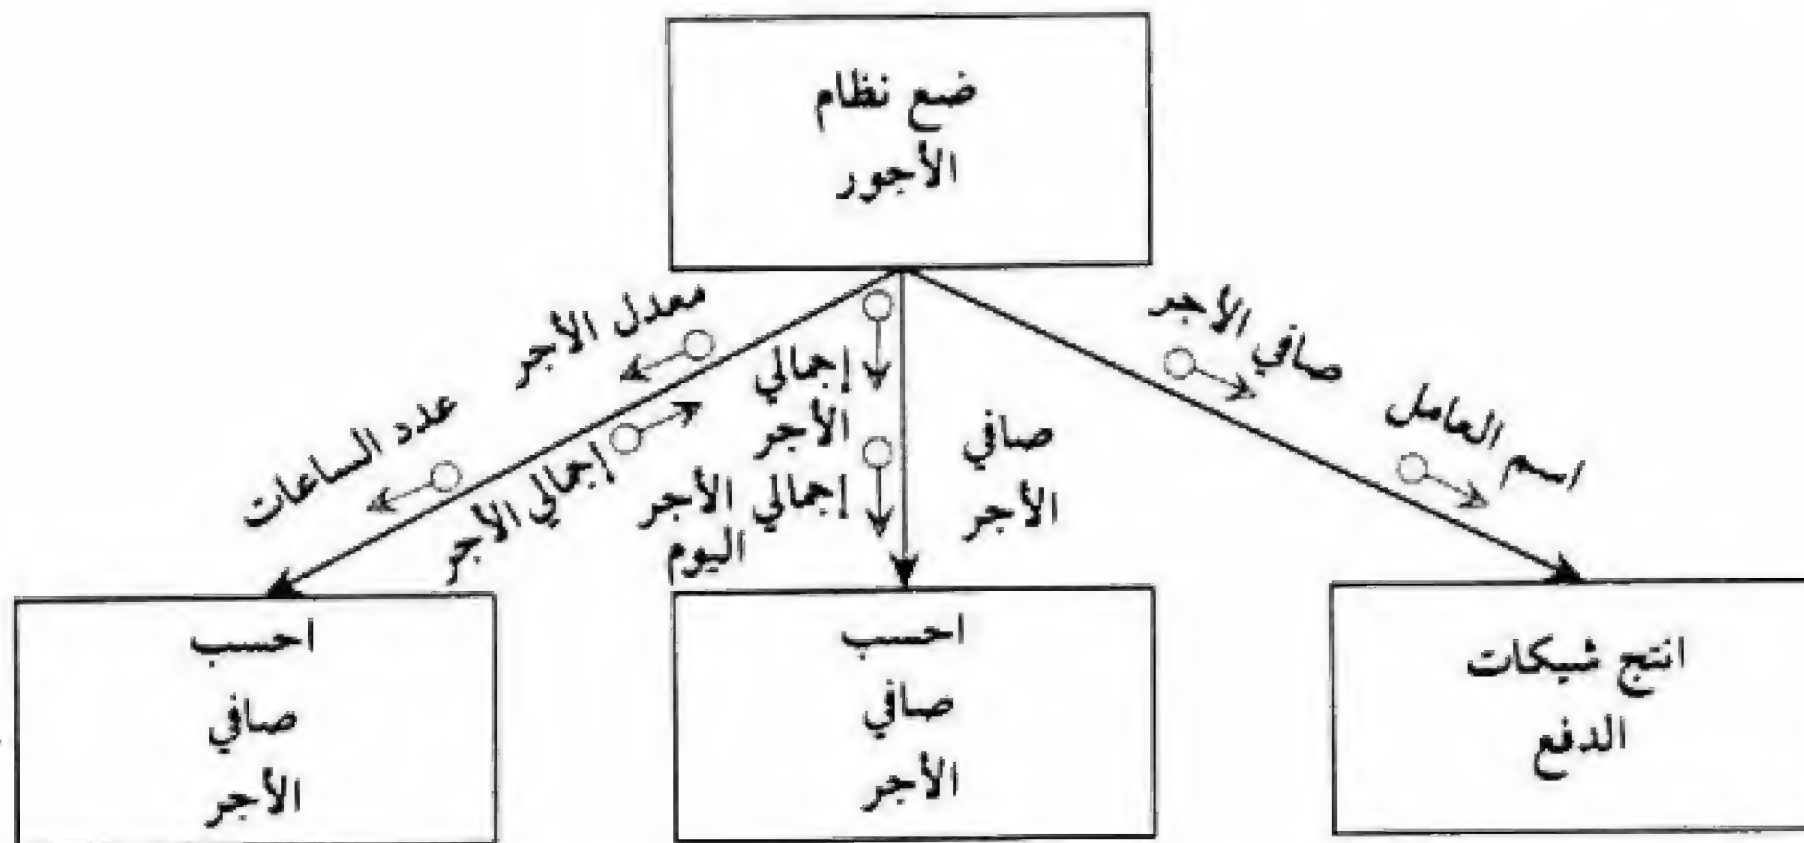 ضع نظام
الأجور
صافي الأجر
اسم العامل
معدل الأجر
عدد الساعات
إجمالي الأجر
إجمالي
الأجر
إجمالي الأجر
اليوم
صافي
الأجر
انتج شيكات
الدفع
احسب
صافي
الأجر
احسب
صافي
الأجر